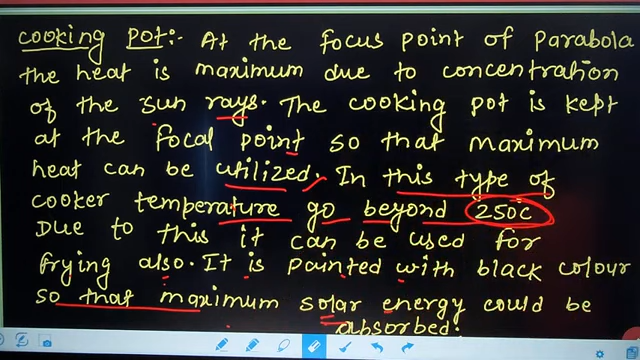 cooking pot:- At the focus point of Parabola
the heat is maximum due to concentration
of the sun rays. The cooking pot is kept
at the focal point so that maximum
heat can be utilized. In this type of
cooker temperature go beyond 250c
Due to this it can be used for
frying also. It is painted with black colour
so that maximum solar energy could be
absorbed.